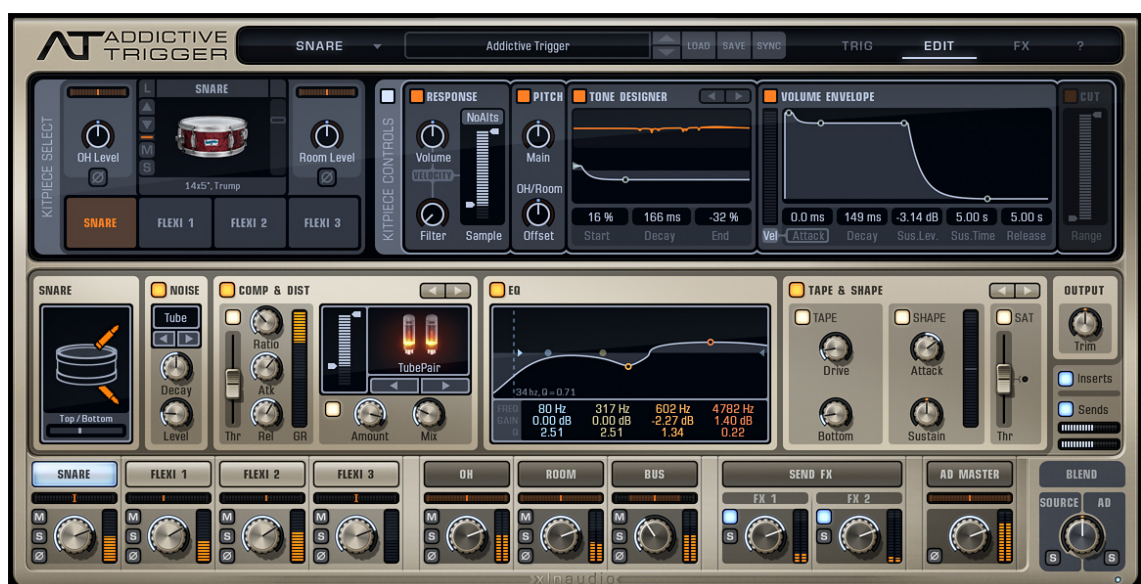 ADDICTIVE
TRIGGER
SNARE
Addictive Trigger
LOAD SAVE SYNC
TRIG EDIT FX ?
KITPIECE SELECT
OH Level
L
M
S
SNARE
14x5", Trump
Room Level
SNARE FLEXI 1 FLEXI 2 FLEXI 3
KITPIECE CONTROLS
RESPONSE
NoAlts
Volume
VELOCITY
Filter Sample
PITCH
Main
OH/Room
Offset
TONE DESIGNER
16 % 166 ms -32 %
Start Decay End
VOLUME ENVELOPE
0.0 ms 149 ms -3.14 dB 5.00 s 5.00 s
Vel Attack Decay Sus.Lev. Sus.Time Release
CUT
Range
SNARE
Top/Bottom
NOISE
Tube
Decay
Level
COMP & DIST
Ratio
Atk
Thr Rel GR
TubePair
Amount Mix
EQ
34hz, Q = 0.71
FREQ 80 Hz 317 Hz 602 Hz 4782 Hz
GAIN 0.00 dB 0.00 dB -2.27 dB 1.40 dB
Q 2.51 2.51 1.34 0.22
TAPE & SHAPE
TAPE
Drive
Bottom
SHAPE
Attack
Sustain
SAT
Thr
OUTPUT
Trim
Inserts
Sends
SNARE FLEXI 1 FLEXI 2 FLEXI 3 OH ROOM BUS SEND FX AD MASTER BLEND
FX 1 FX 2
SOURCE AD
M M M M M M M
S S S S S S S S S S S
xlnaudio